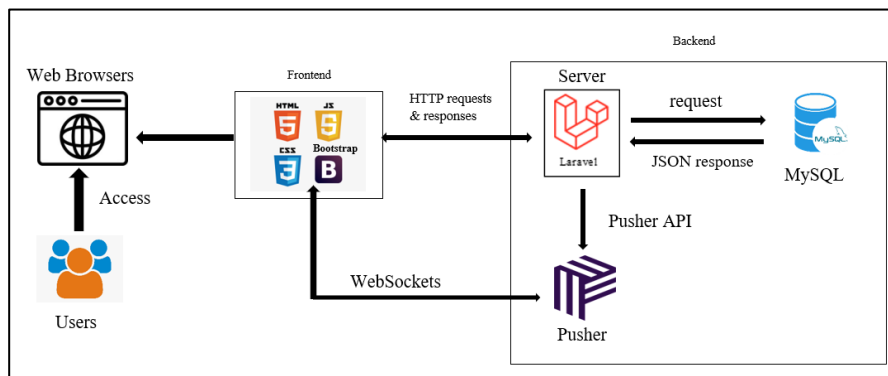 Backend
Web Browsers
Frontend
Server
HTML
JS
HTTP requests
& responses
request
CSS
Bootstrap
B
Laravel
JSON response
MySQL
MySQL
Access
Pusher API
WebSockets
Users
Pusher